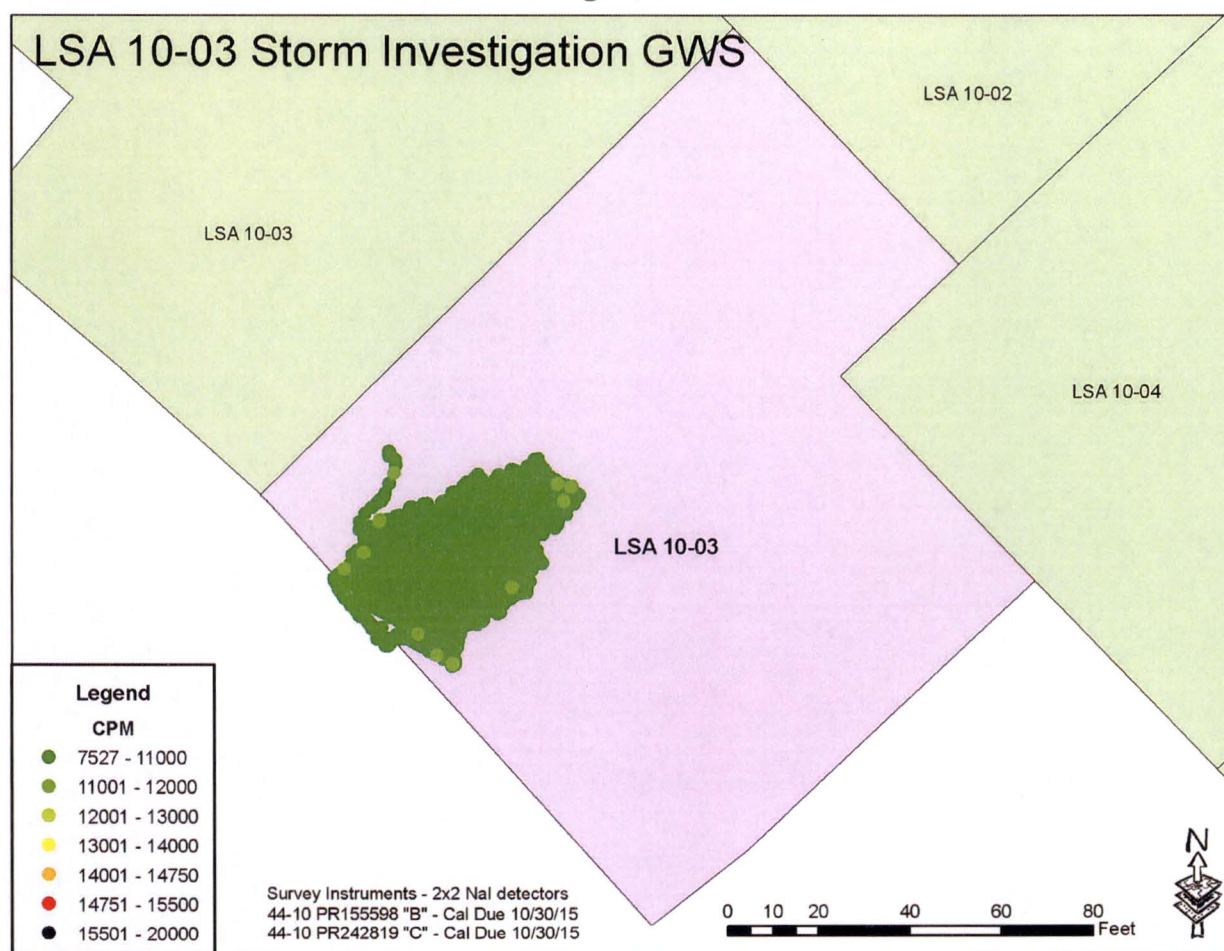 LSA 10-03 Storm Investigation GWS
LSA 10-02
LSA 10-03
LSA 10-04
LSA 10-03
Legend
CPM
7527 - 11000
11001 - 12000
12001 - 13000
13001 - 14000
14001 - 14750
14751 - 15500
15501 - 20000
Survey Instruments - 2x2 NaI detectors
44-10 PR155598 "B" - Cal Due 10/30/15
44-10 PR242819 "C" - Cal Due 10/30/15
0 10 20 40 60 80
Feet
N